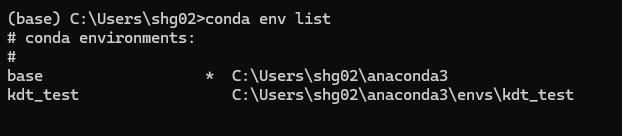 (base) C:\Users\shg02>conda env list
# conda environments:
#
base                  *  C:\Users\shg02\anaconda3
kdt_test                 C:\Users\shg02\anaconda3\envs\kdt_test